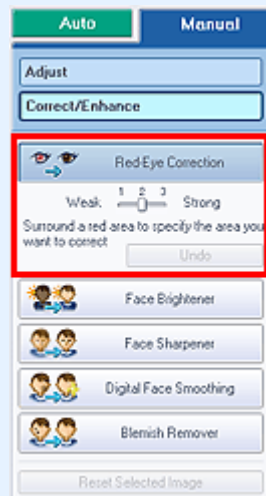 Auto Manual
Adjust
Correct/Enhance
Red-Eye Correction
1 2 3
Weak Strong
Surround a red area to specify the area you
want to correct
Undo
Face Brightener
Face Sharpener
Digital Face Smoothing
Blemish Remover
Reset Selected Image